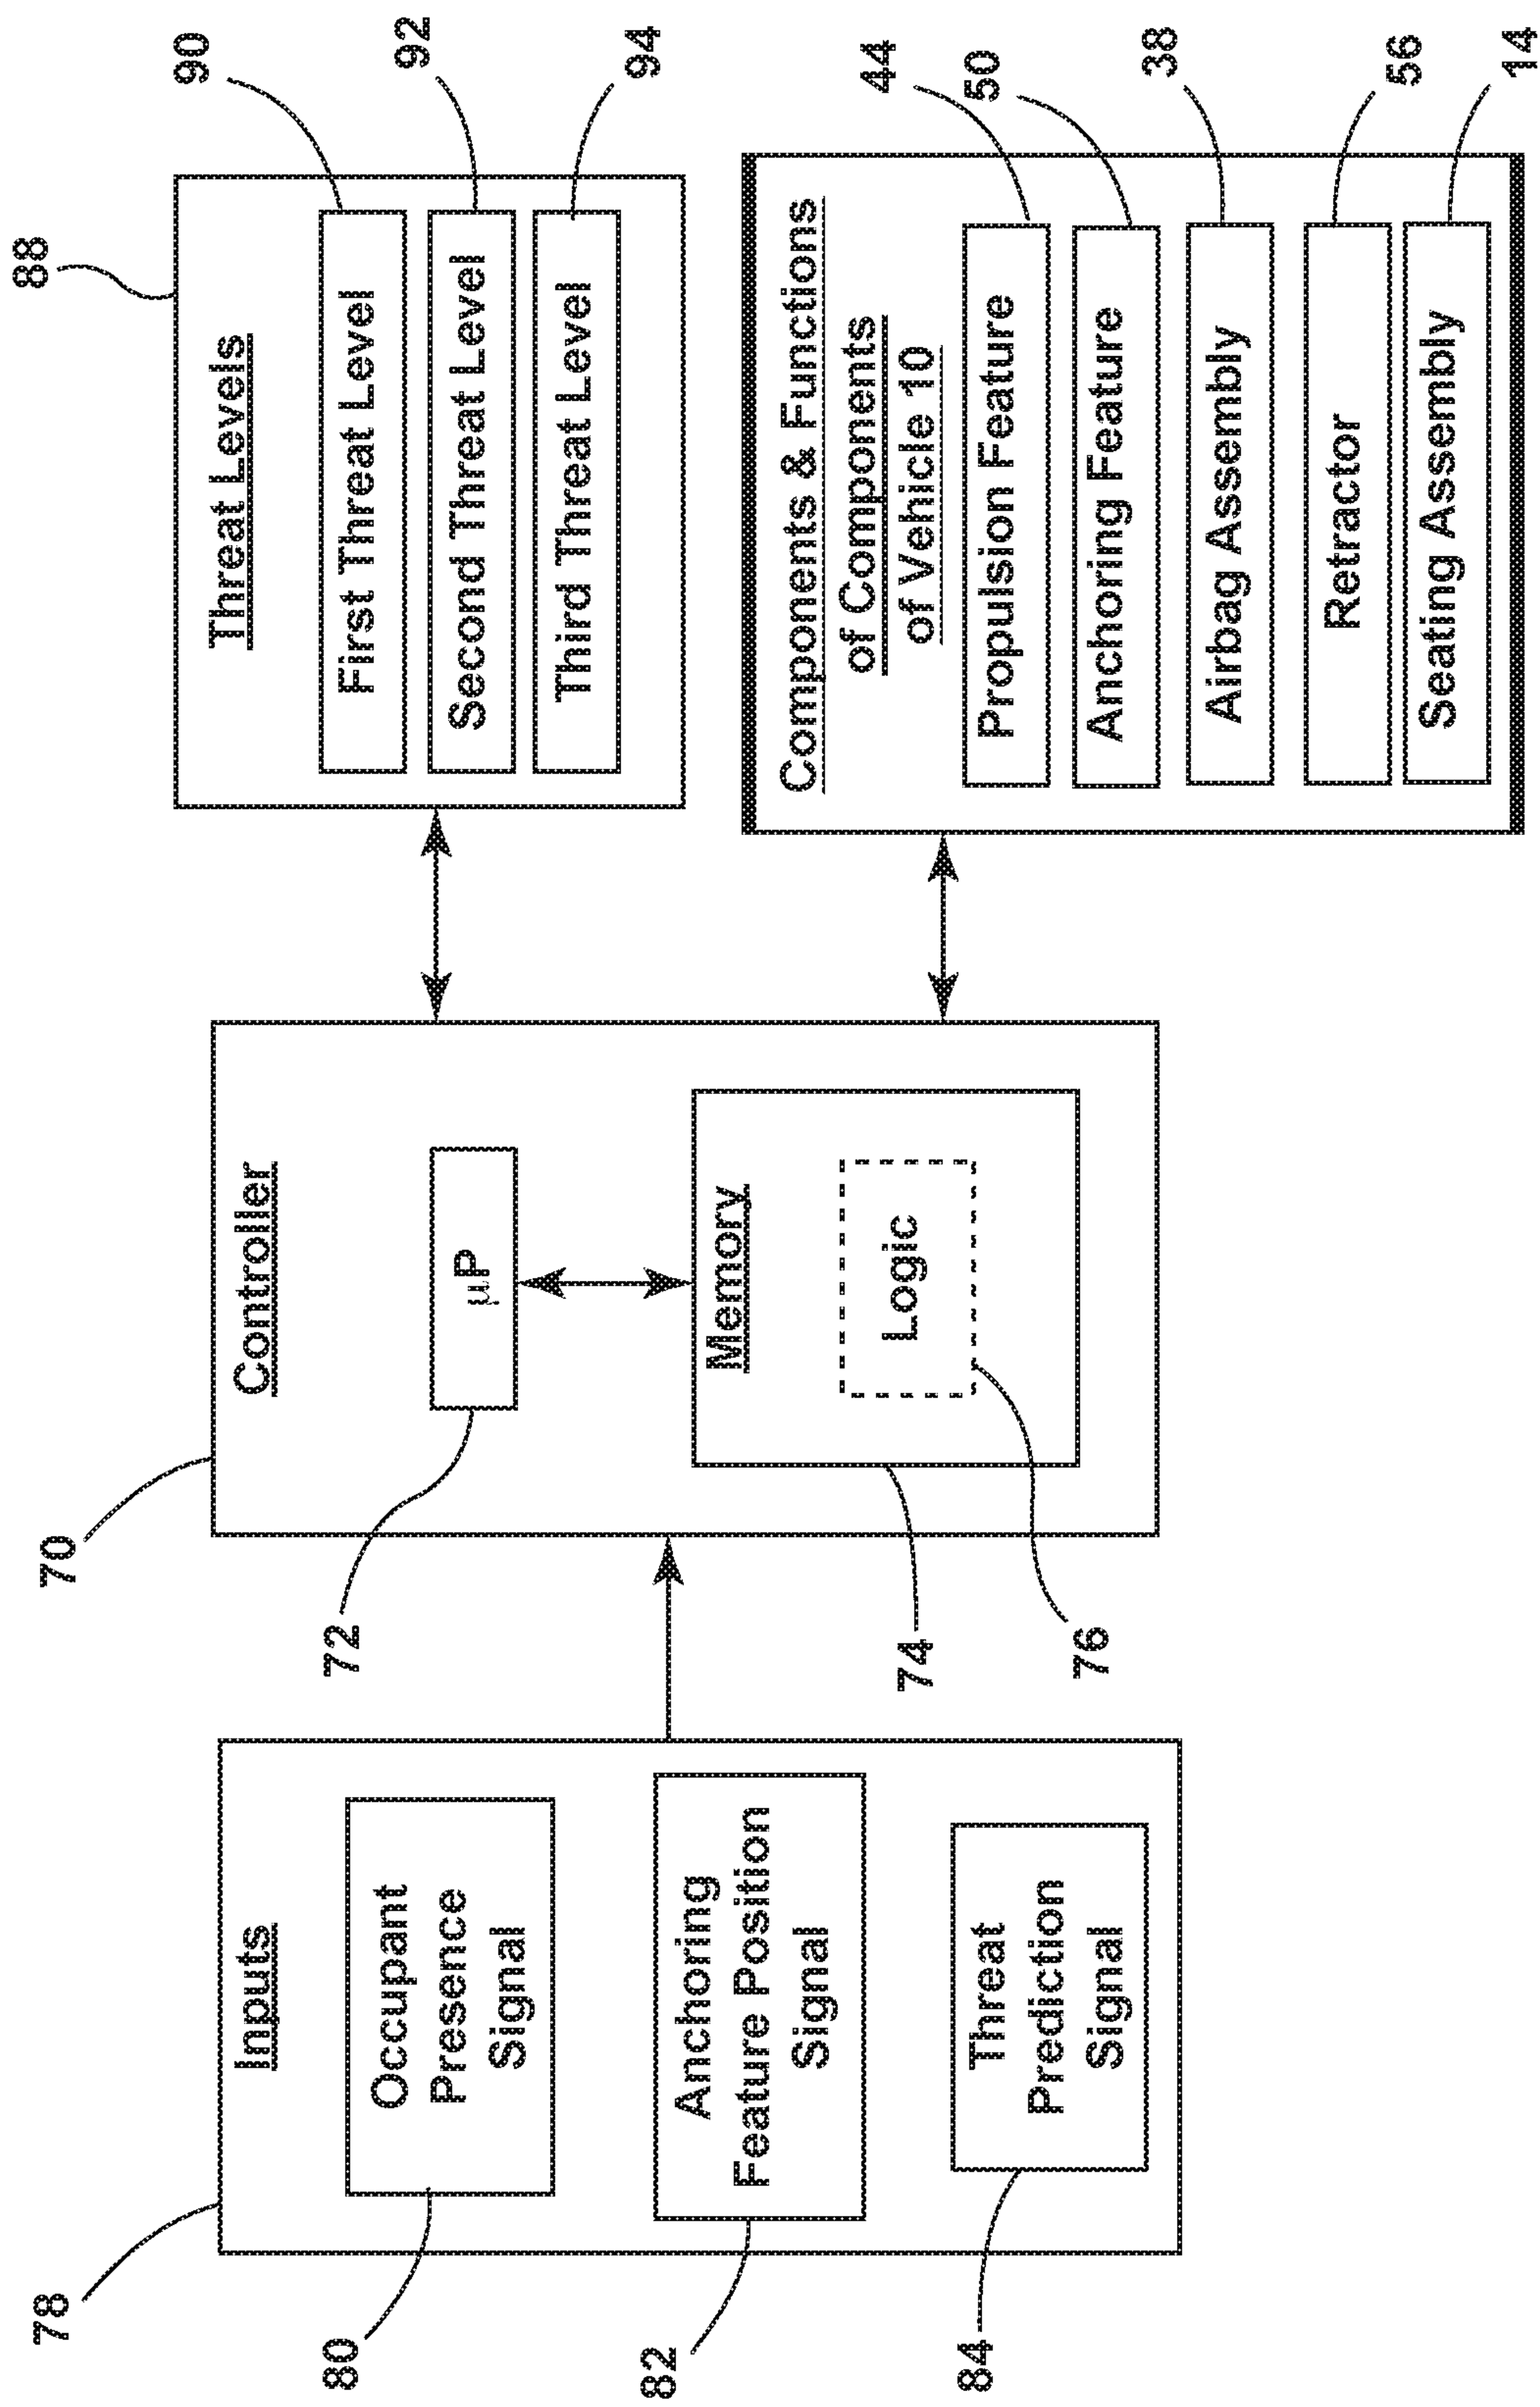 78
Inputs
80
Occupant
Presence
Signal
82
Anchoring
Feature Position
Signal
84
Threat
Prediction
Signal
70
Controller
72
µP
74
Memory
76
Logic
88
Threat Levels
First Threat Level
90
Second Threat Level
92
Third Threat Level
94
Components & Functions
of Components
of Vehicle 10
Propulsion Feature
44
Anchoring Feature
50
Airbag Assembly
38
Retractor
56
Seating Assembly
14